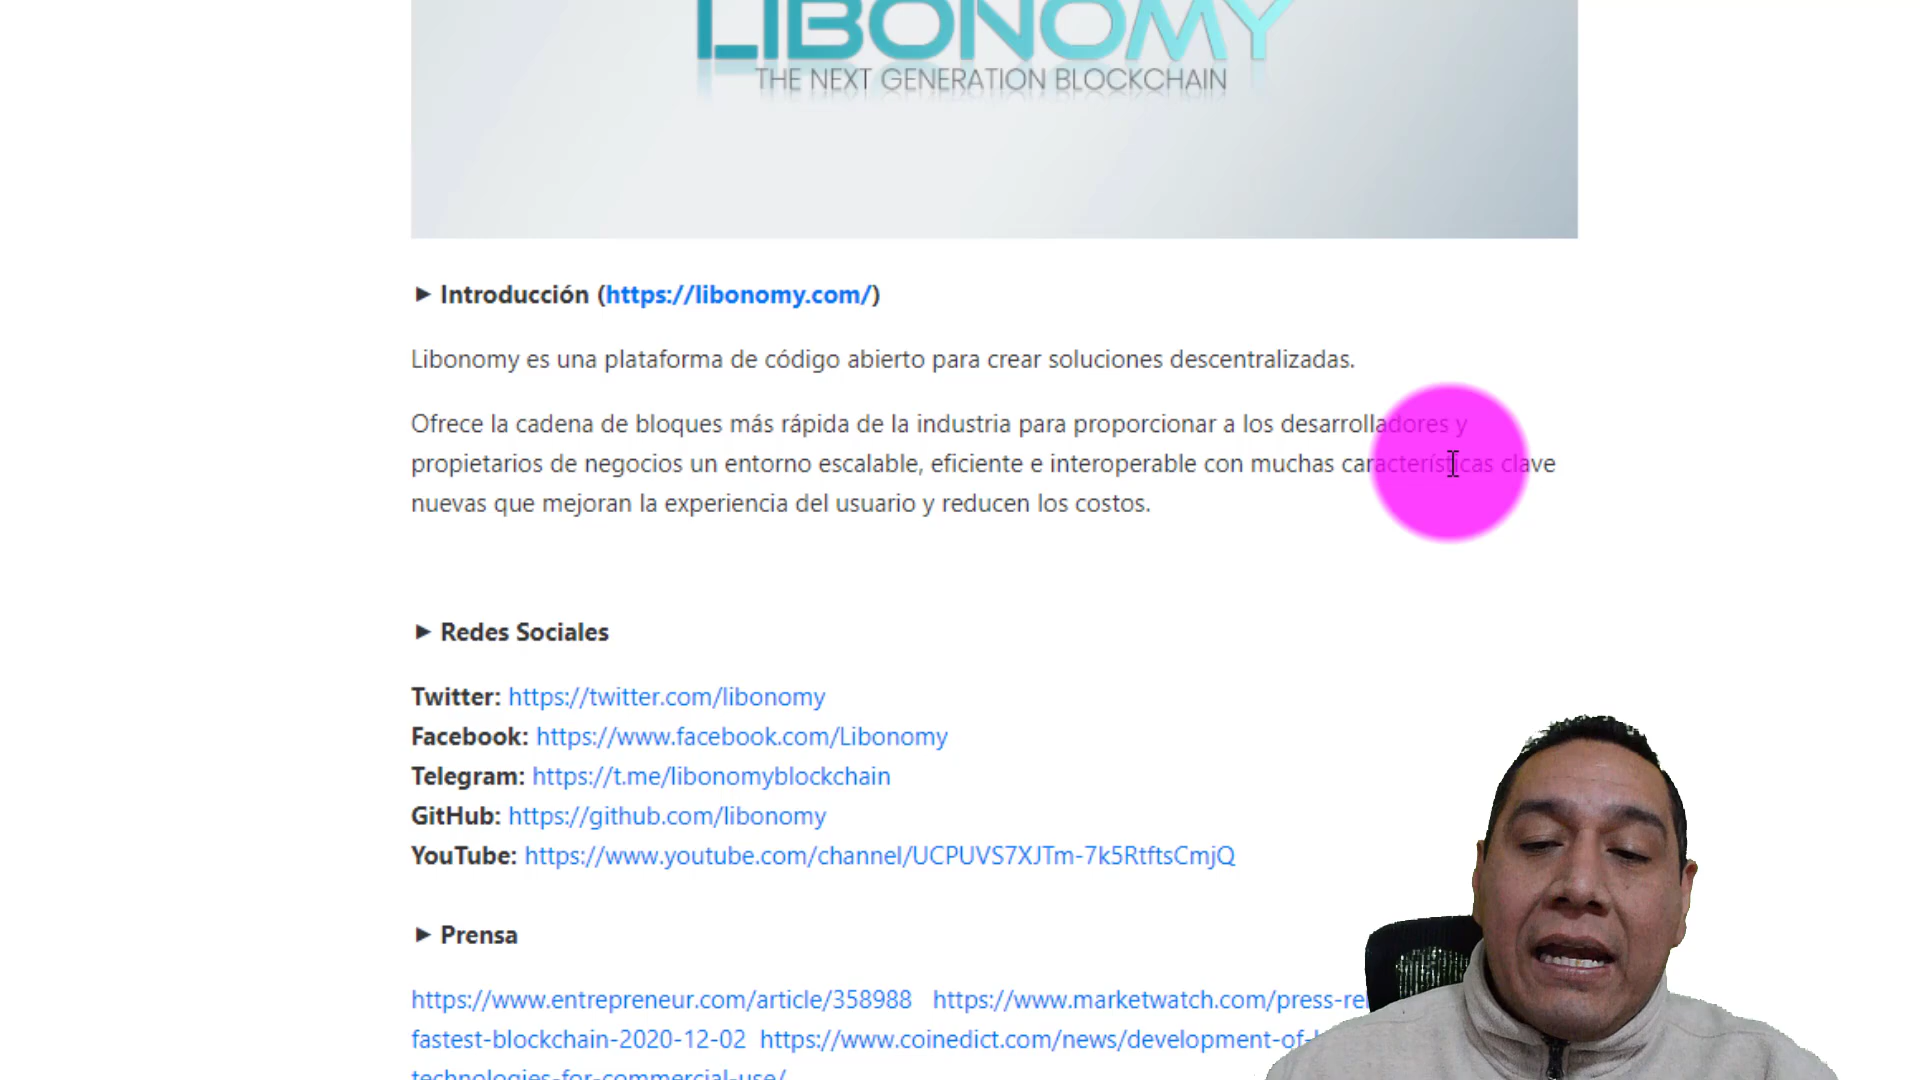 LIBONOMY
THE NEXT GENERATION BLOCKCHAIN
► Introducción (https://libonomy.com/)
Libonomy es una plataforma de código abierto para crear soluciones descentralizadas.
Ofrece la cadena de bloques más rápida de la industria para proporcionar a los desarrolladores y
propietarios de negocios un entorno escalable, eficiente e interoperable con muchas características clave
nuevas que mejoran la experiencia del usuario y reducen los costos.
► Redes Sociales
Twitter: https://twitter.com/libonomy
Facebook: https://www.facebook.com/Libonomy
Telegram: https://t.me/libonomyblockchain
GitHub: https://github.com/libonomy
YouTube: https://www.youtube.com/channel/UCPUVS7XJTm-7k5RtftsCmjQ
► Prensa
https://www.entrepreneur.com/article/358988 https://www.marketwatch.com/press-re
fastest-blockchain-2020-12-02 https://www.coinedict.com/news/development-of-
technologies-for-commercial-use/